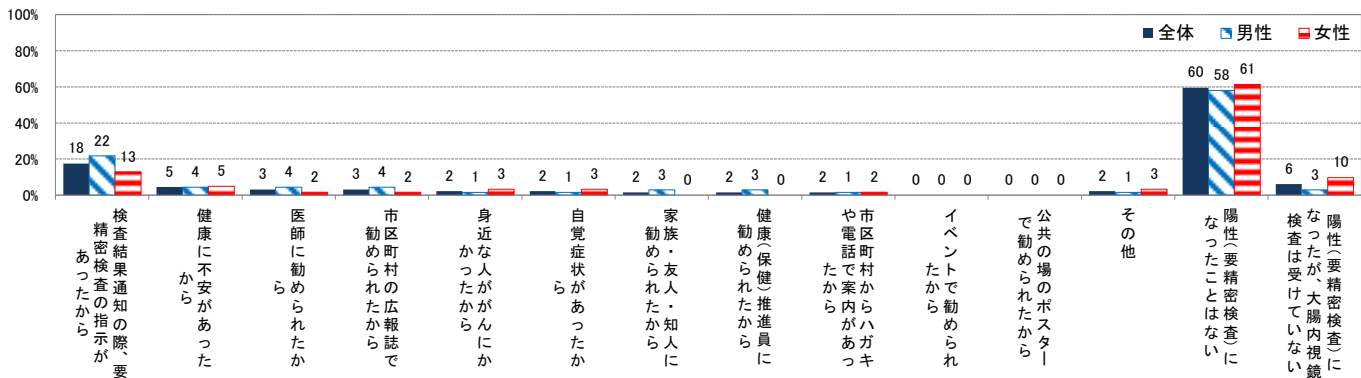 100%
80%
60%
40%
20%
0%
全体 男性 女性
18 22 13
5 4 5
3 4 2
3 4 2
2 1 3
2 1 3
2 3 0
2 3 0
2 1 2
0 0 0
0 0 0
2 1 3
60 58 61
6 3 10
検査結果通知の際、要
精密検査の指示が
あったから
健康に不安があった
から
医師に勧められたか
ら
市区町村の広報誌で
勧められたから
身近な人ががんにか
かったから
自覚症状があったか
ら
家族・友人・知人に
勧められたから
健康(保健)推進員に
勧められたから
市区町村からハガキ
や電話で案内があっ
たから
イベントで勧められ
たから
公共の場のポスター
で勧められたから
その他
陽性(要精密検査)に
なったことはない
陽性(要精密検査)に
なったが、大腸内視鏡
検査は受けていない